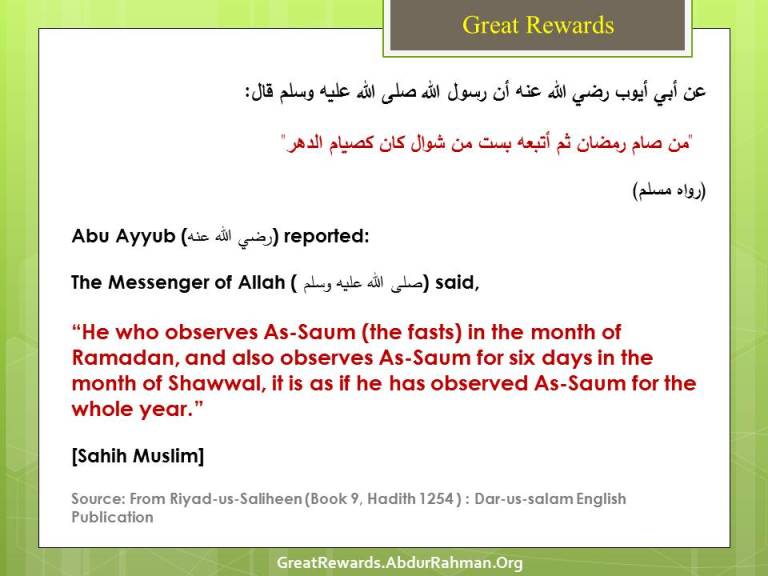 Great Rewards
عن أبي أيوب رضي الله عنه أن رسول الله صلى الله عليه وسلم قال:
"من صام رمضان ثم أتبعه بست من شوال كان كصيام الدهر."
(رواه مسلم)
Abu Ayyub (رضي الله عنه) reported:
The Messenger of Allah ( صلى الله عليه وسلم) said,
“He who observes As-Saum (the fasts) in the month of
Ramadan, and also observes As-Saum for six days in the
month of Shawwal, it is as if he has observed As-Saum for the
whole year.”
[Sahih Muslim]
Source: From Riyad-us-Saliheen (Book 9, Hadith 1254 ) : Dar-us-salam English
Publication
GreatRewards.AbdurRahman.Org